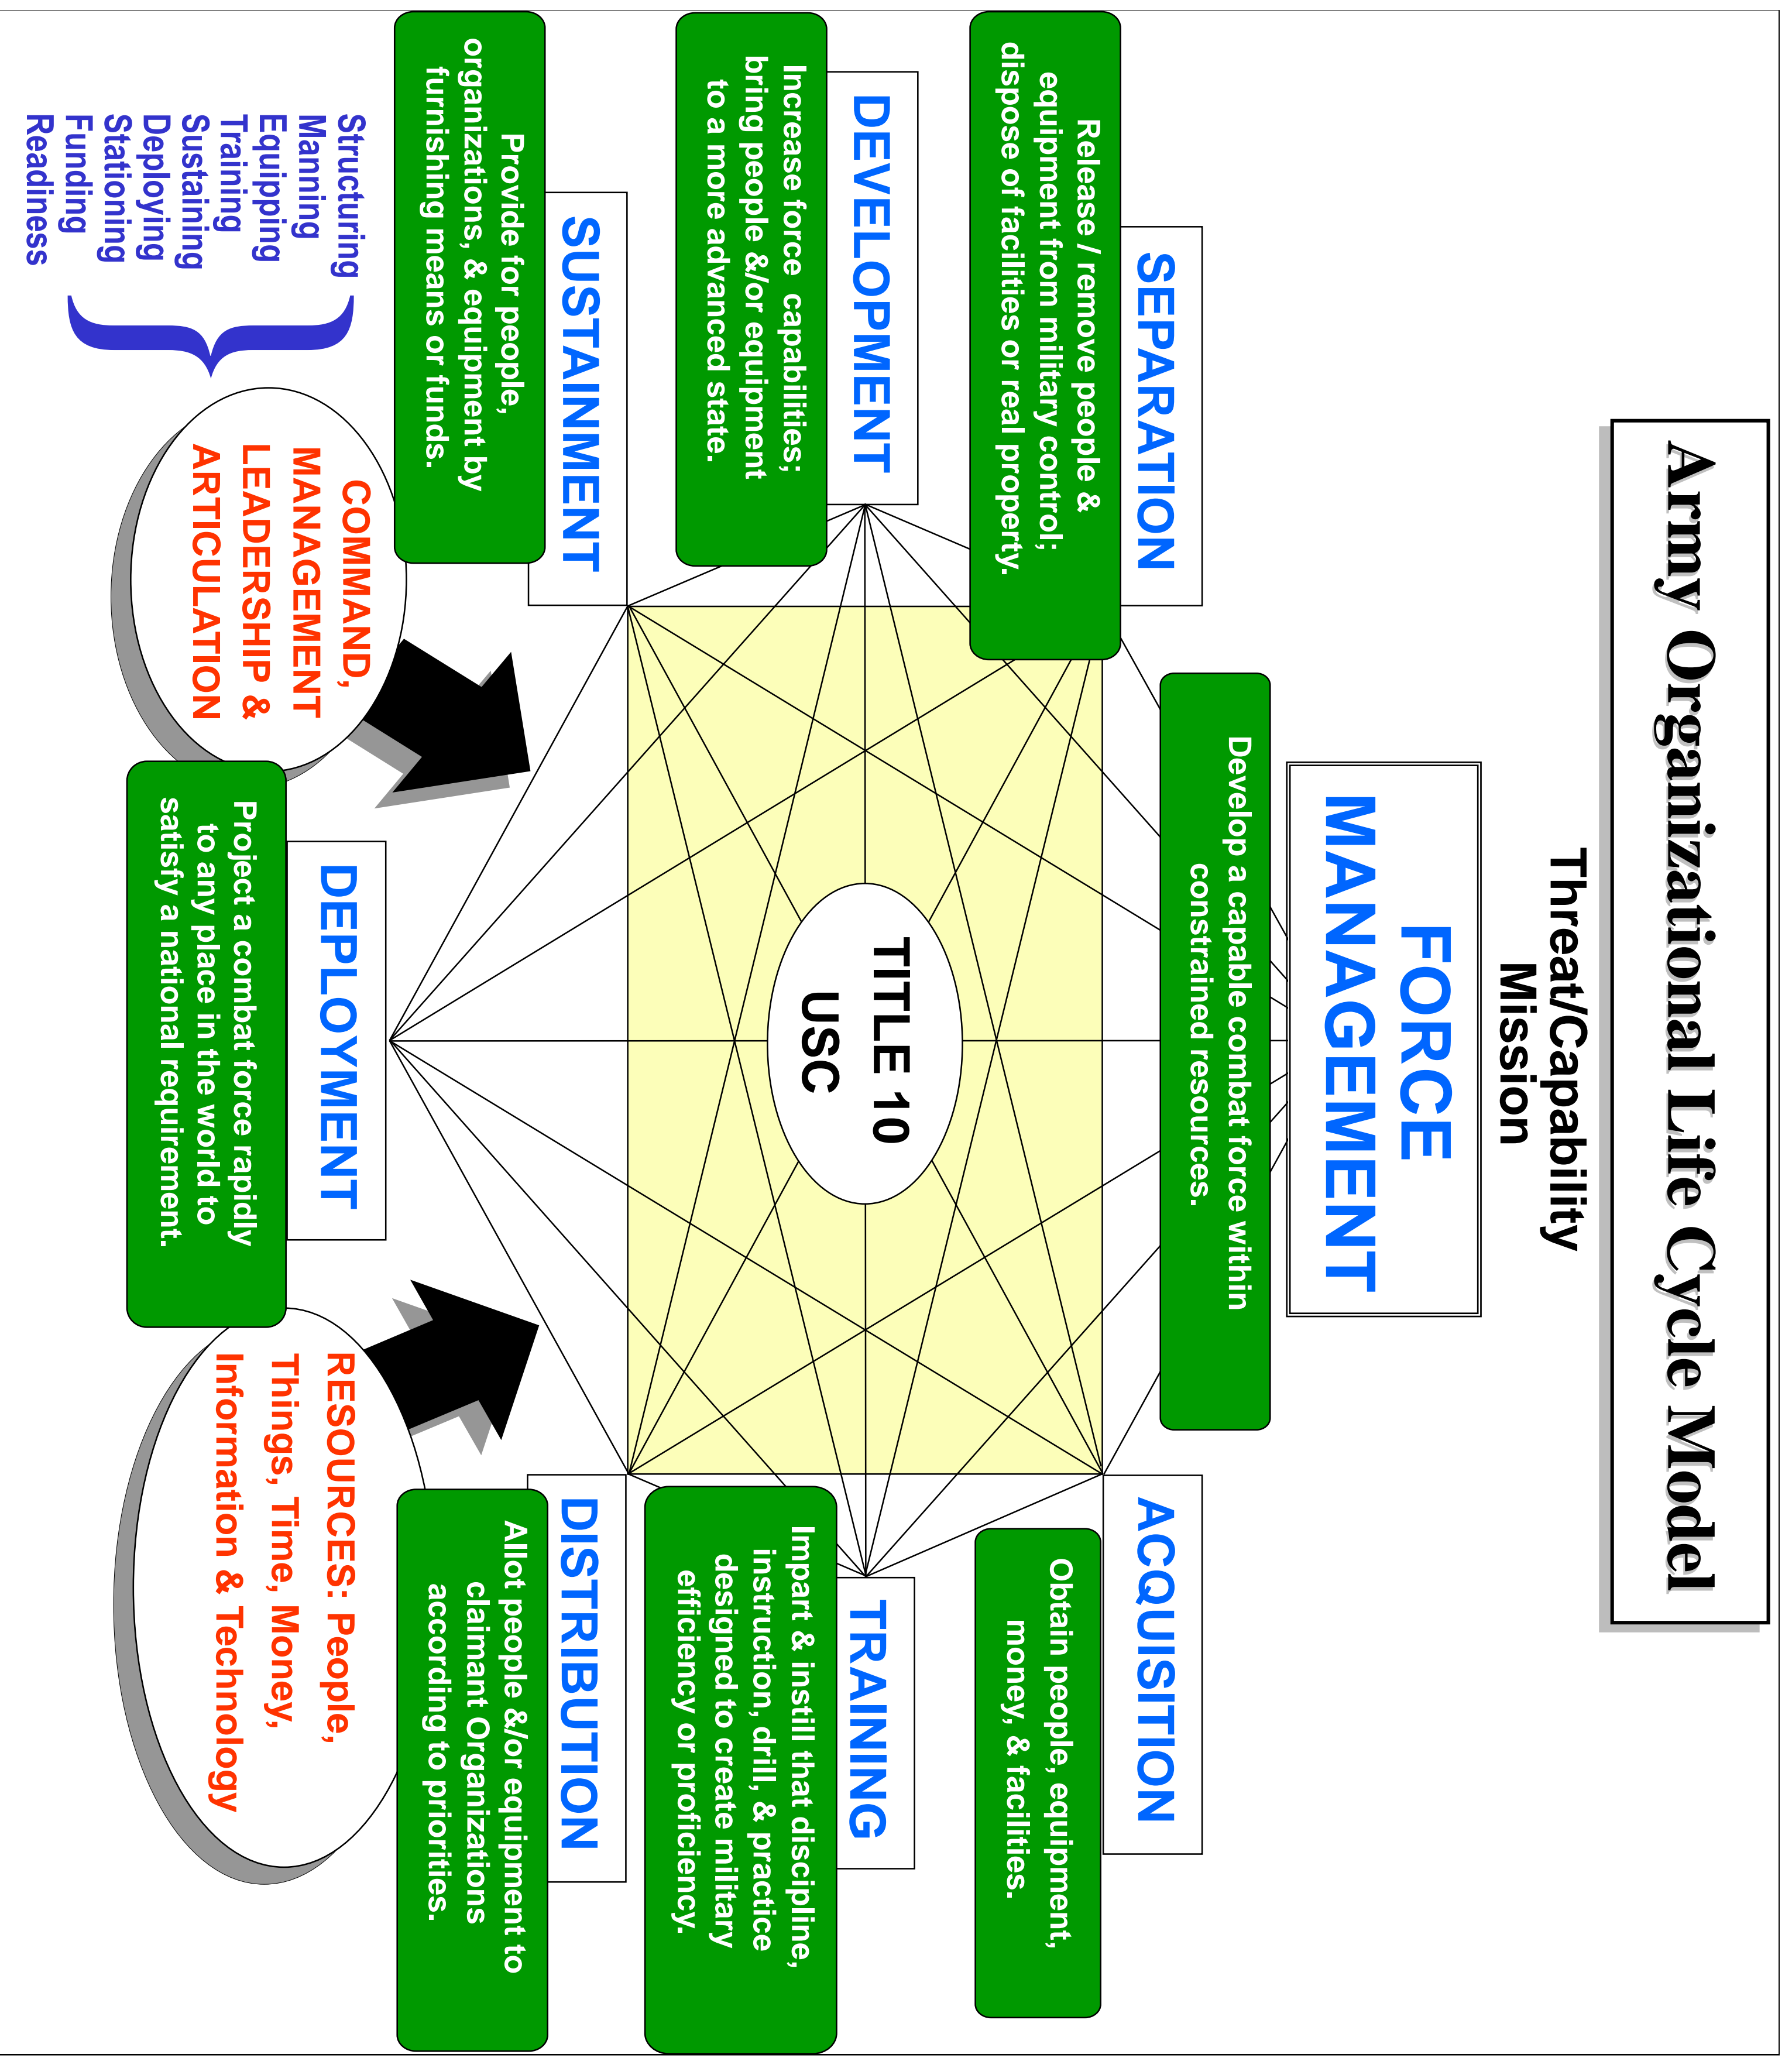 Army Organizational Life Cycle Model
Threat/Capability
Mission
FORCE
MANAGEMENT
Develop a capable combat force within
constrained resources.
SEPARATION
Release / remove people &
equipment from military control;
dispose of facilities or real property.
ACQUISITION
Obtain people, equipment,
money, & facilities.
DEVELOPMENT
Increase force capabilities;
bring people &/or equipment
to a more advanced state.
TITLE 10
USC
TRAINING
Impart & instill that discipline,
instruction, drill, & practice
designed to create military
efficiency or proficiency.
SUSTAINMENT
Provide for people,
organizations, & equipment by
furnishing means or funds.
DISTRIBUTION
Allot people &/or equipment to
claimant Organizations
according to priorities.
DEPLOYMENT
Project a combat force rapidly
to any place in the world to
satisfy a national requirement.
Structuring
Manning
Equipping
Training
Sustaining
Deploying
Stationing
Funding
Readiness
COMMAND,
MANAGEMENT
LEADERSHIP &
ARTICULATION
RESOURCES: People,
Things, Time, Money,
Information & Technology